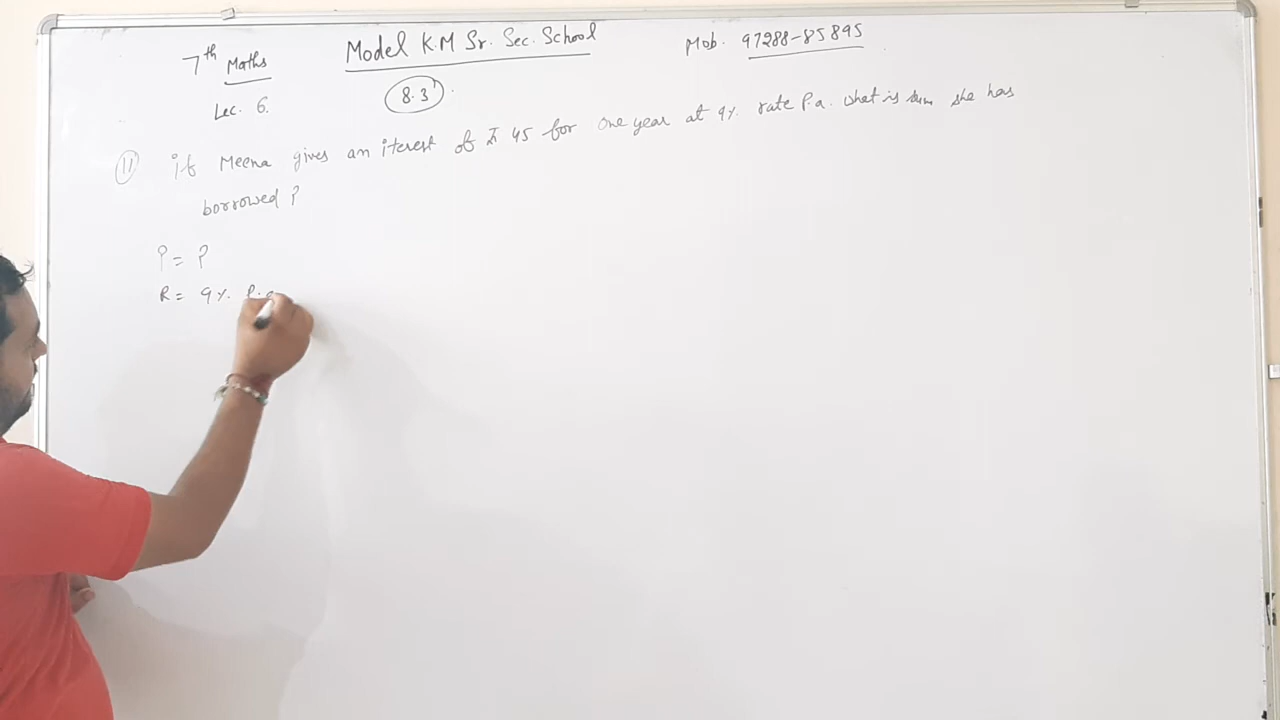 7th Maths
Model K.M Sr. Sec. School
Mob. 97288-85895
Lec. 6.
8.3
11 if Meena gives an iterest of ₹ 45 for one year at 9% rate P.a. what is sum she has
borrowed ?
P = ?
R = 9% P.a